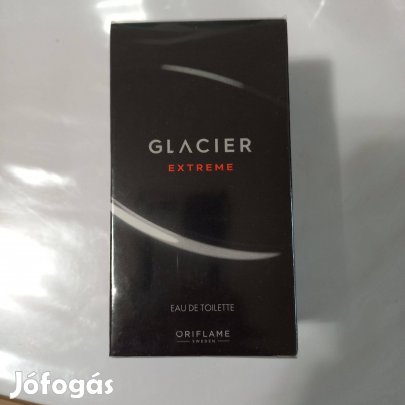 GLACIER
EXTREME
EAU DE TOILETTE
ORIFLAME
SWEDEN
Jófogás